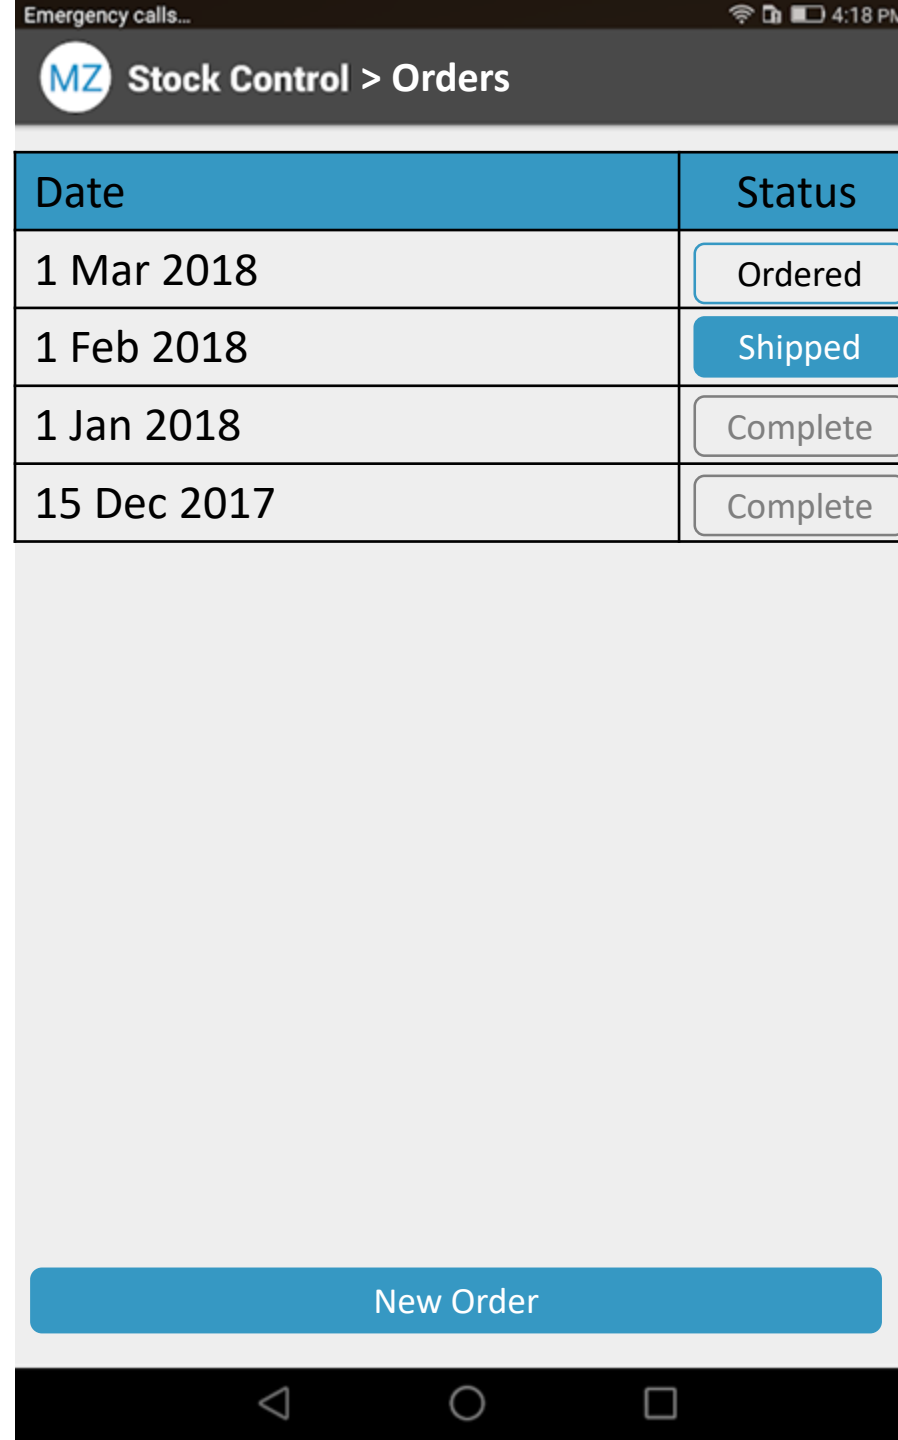 Emergency calls... 4:18 PM
MZ Stock Control > Orders
Date Status
1 Mar 2018 Ordered
1 Feb 2018 Shipped
1 Jan 2018 Complete
15 Dec 2017 Complete
New Order